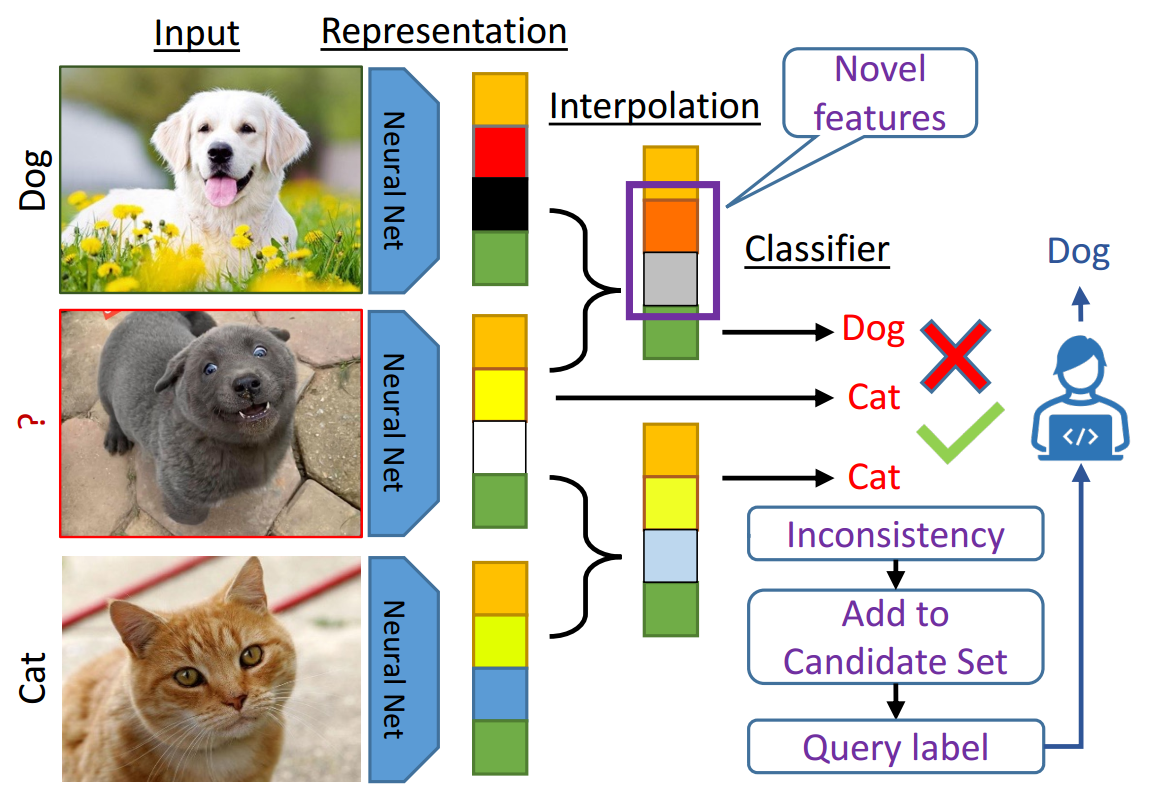 Input
Representation
Interpolation
Novel
features
Dog
Neural Net
Classifier
Dog
Dog
?
Neural Net
Cat
</>
Cat
Inconsistency
Add to
Candidate Set
Cat
Neural Net
Query label